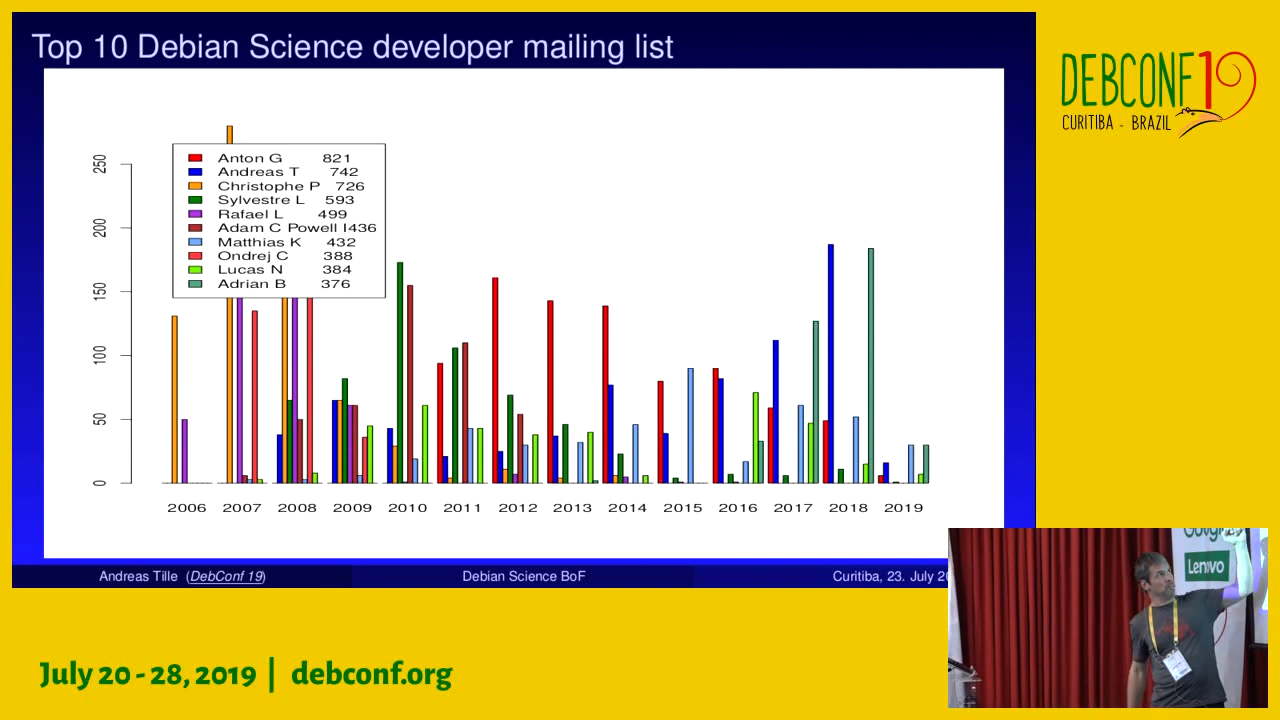 Top 10 Debian Science developer mailing list
DEBCONF19
CURITIBA - BRAZIL
250
200
150
100
50
0
Anton G 821
Andreas T 742
Christophe P 726
Sylvestre L 593
Rafael L 499
Adam C Powell I436
Matthias K 432
Ondrej C 388
Lucas N 384
Adrian B 376
2006 2007 2008 2009 2010 2011 2012 2013 2014 2015 2016 2017 2018 2019
Andreas Tille (DebConf 19) Debian Science BoF Curitiba, 23. July
Google
Lenovo
July 20 - 28, 2019 | debconf.org